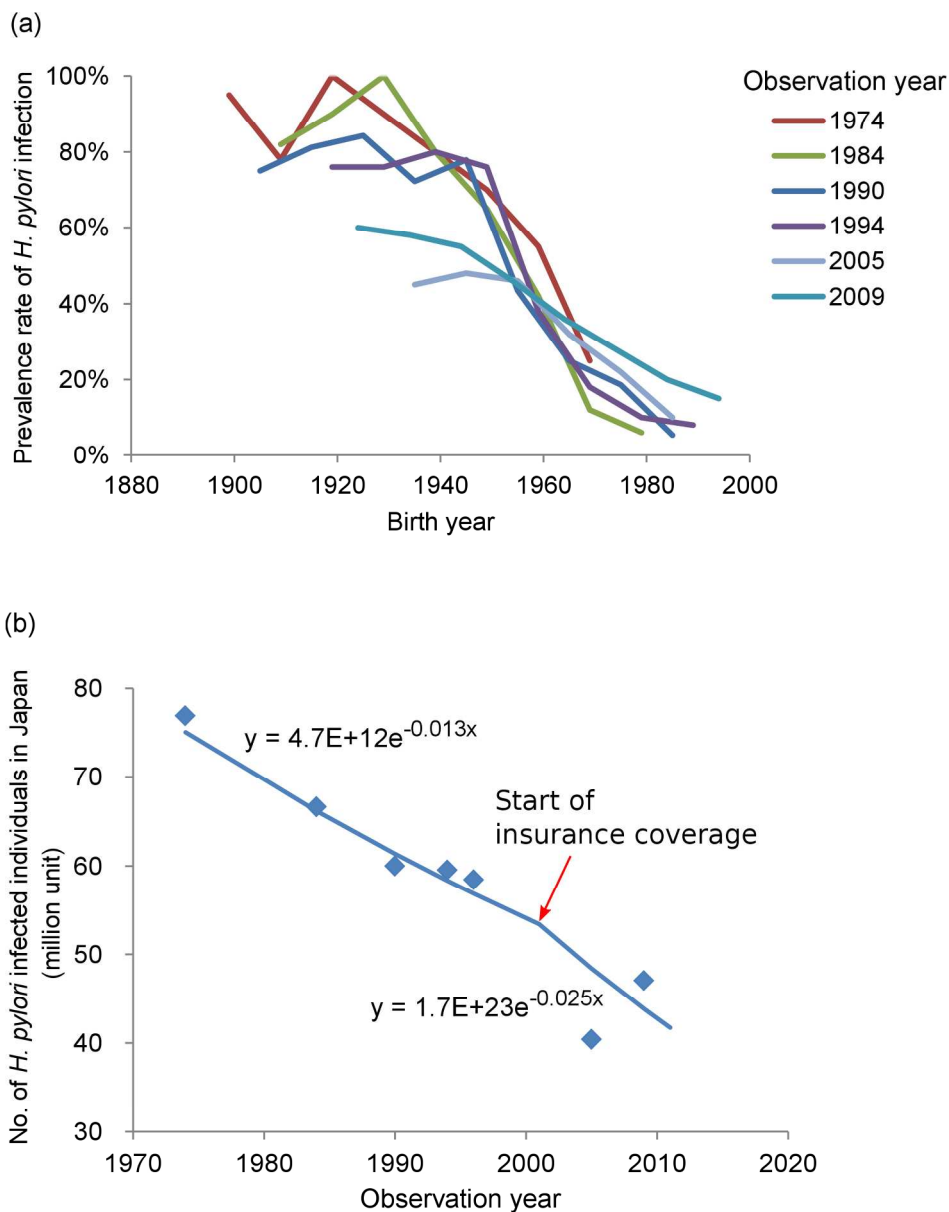 (a)
Prevalence rate of H. pylori infection
100%
80%
60%
40%
20%
0%
1880 1900 1920 1940 1960 1980 2000
Birth year
Observation year
1974
1984
1990
1994
2005
2009
(b)
No. of H. pylori infected individuals in Japan
(million unit)
80
70
60
50
40
30
y = 4.7E+12e^-0.013x
Start of
insurance coverage
y = 1.7E+23e^-0.025x
1970 1980 1990 2000 2010 2020
Observation year